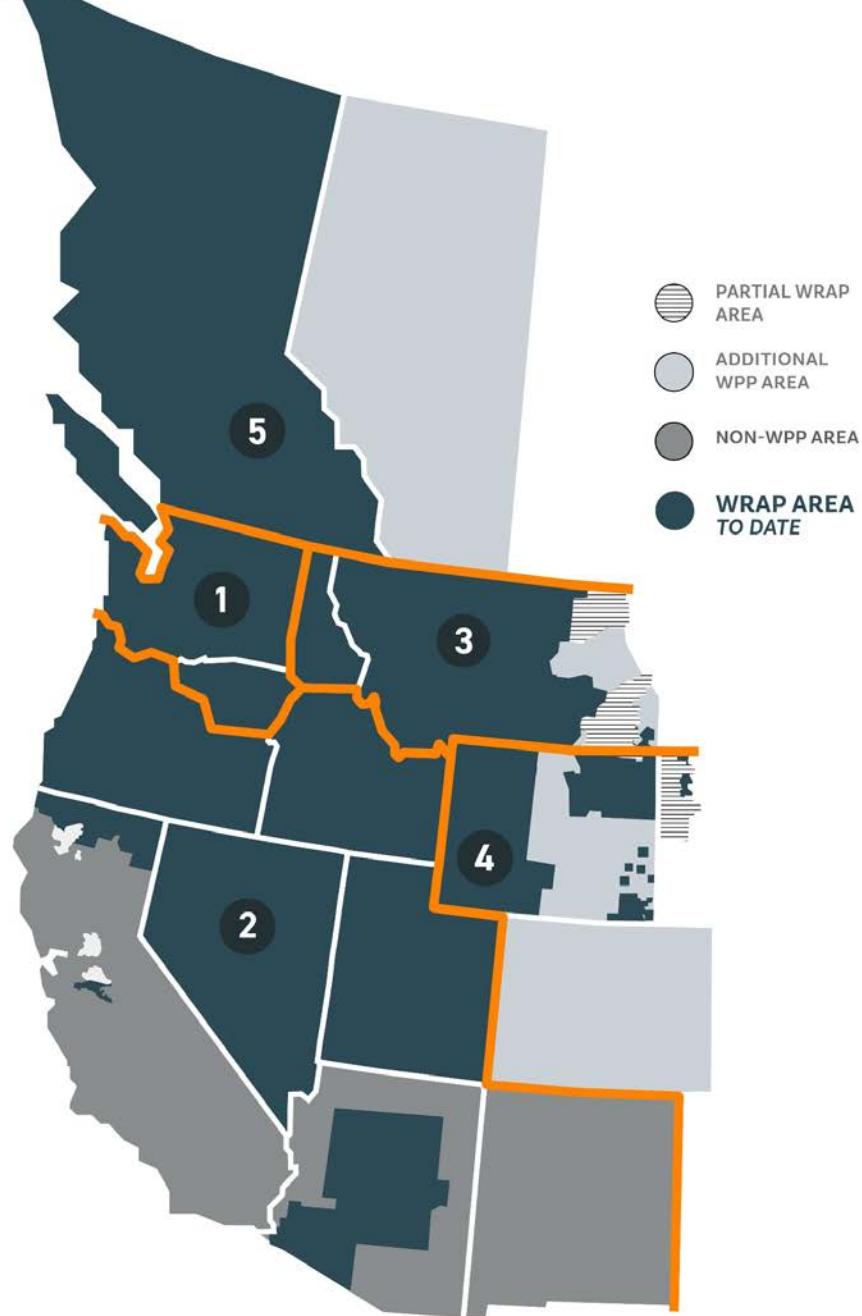 PARTIAL WRAP
AREA
ADDITIONAL
WPP AREA
5
NON-WPP AREA
WRAP AREA
TO DATE
1
3
4
2